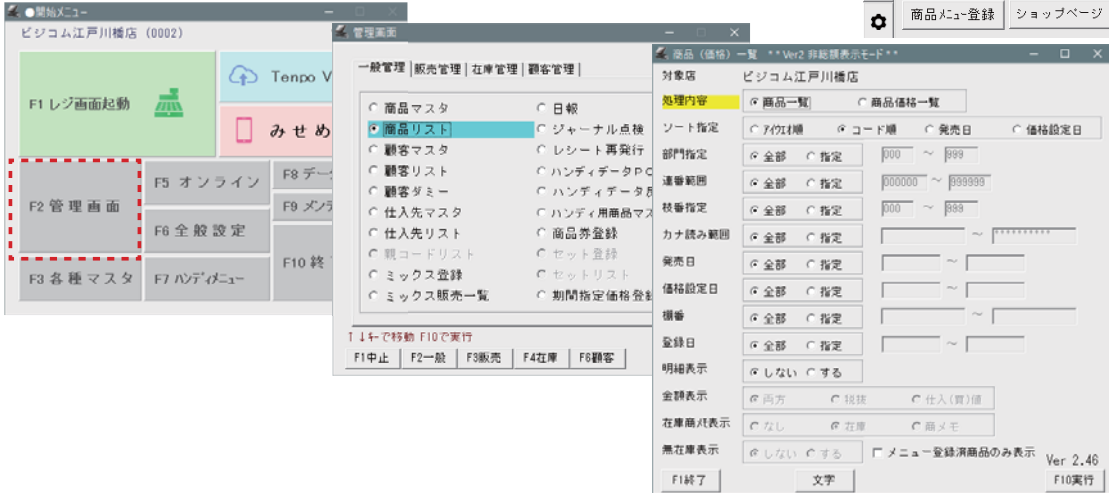 ●開始メニュー
ビジコム江戸川橋店 (0002)
F1 レジ画面起動
Tenpo V
みせめ
F2 管理画面
F5 オンライン
F8 デー
F6 全般設定
F9 メンテ
F3 各種マスタ
F7 ハンディメニュー
F10 終
管理画面
一般管理 販売管理 在庫管理 顧客管理
商品マスタ
商品リスト
顧客マスタ
顧客リスト
顧客ダミー
仕入先マスタ
仕入先リスト
親コードリスト
ミックス登録
ミックス販売一覧
日報
ジャーナル点検
レシート再発行
ハンディデータPC
ハンディデータ
ハンディ用商品マス
商品券登録
セット登録
セットリスト
期間指定価格登録
↑↓キーで移動 F10で実行
F1中止 F2一般 F3販売 F4在庫 F6顧客
商品メニュー登録 ショップページ
商品(価格)一覧 **Ver2 非総額表示モード**
対象店 ビジコム江戸川橋店
処理内容 商品一覧 商品価格一覧
ソート指定 アイウエオ順 コード順 発売日 価格設定日
部門指定 全部 指定 000 ～ 999
連番範囲 全部 指定 000000 ～ 999999
枝番指定 全部 指定 000 ～ 999
カナ読み範囲 全部 指定 ～ **********
発売日 全部 指定 ～
価格設定日 全部 指定 ～
棚番 全部 指定 ～
登録日 全部 指定 ～
明細表示 しない する
金額表示 両方 税抜 仕入(買)値
在庫商メモ表示 なし 在庫 商メモ
無在庫表示 しない する メニュー登録済商品のみ表示
Ver 2.46
F1終了 文字 F10実行